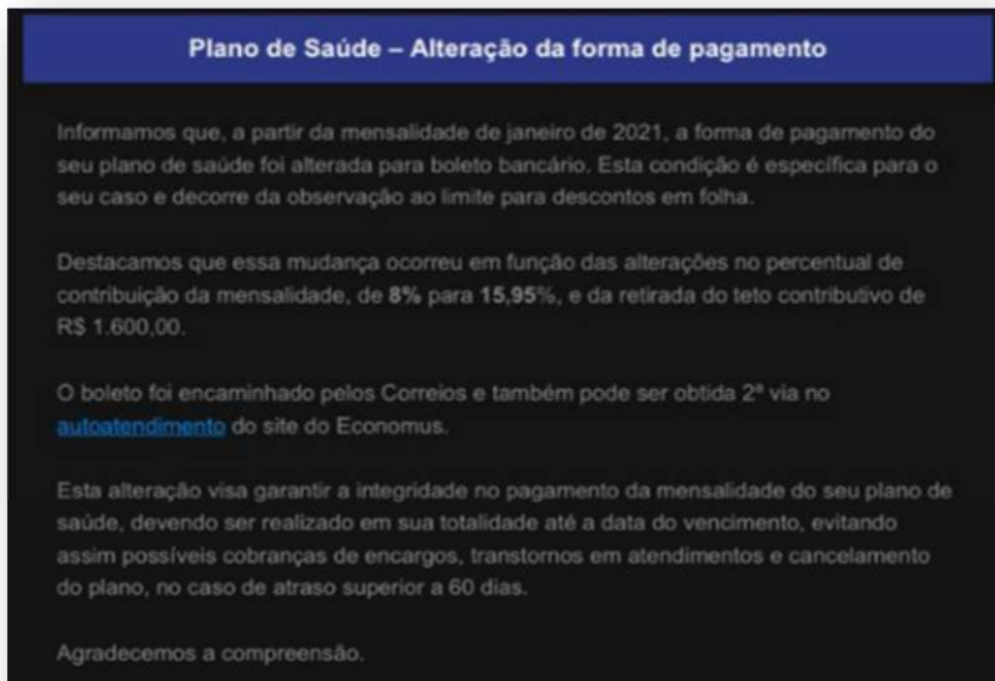 Plano de Saúde – Alteração da forma de pagamento
Informamos que, a partir da mensalidade de janeiro de 2021, a forma de pagamento do
seu plano de saúde foi alterada para boleto bancário. Esta condição é específica para o
seu caso e decorre da observação ao limite para descontos em folha.
Destacamos que essa mudança ocorreu em função das alterações no percentual de
contribuição da mensalidade, de 8% para 15,95%, e da retirada do teto contributivo de
R$ 1.600,00.
O boleto foi encaminhado pelos Correios e também pode ser obtida 2ª via no
autoatendimento do site do Economus.
Esta alteração visa garantir a integridade no pagamento da mensalidade do seu plano de
saúde, devendo ser realizado em sua totalidade até a data do vencimento, evitando
assim possíveis cobranças de encargos, transtornos em atendimentos e cancelamento
do plano, no caso de atraso superior a 60 dias.
Agradecemos a compreensão.